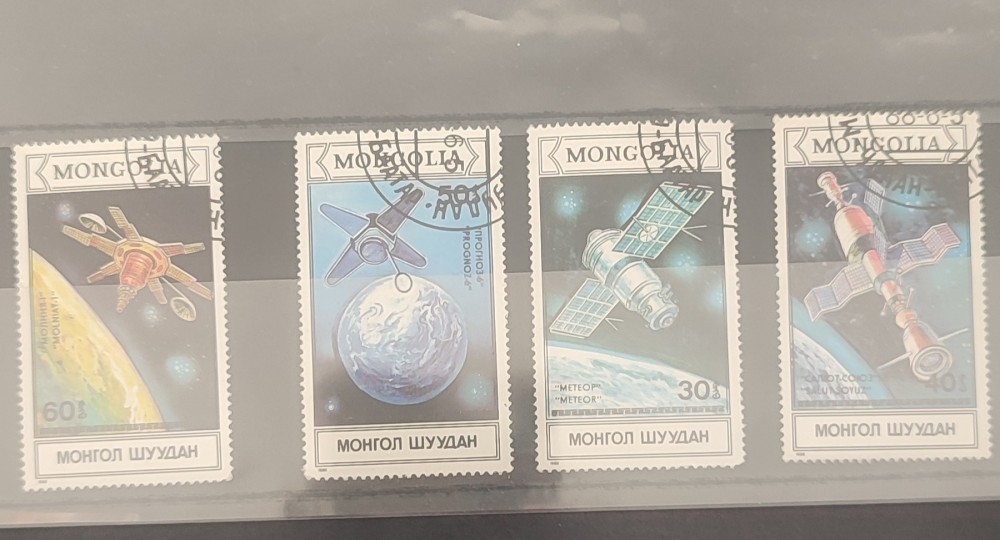 MONGOLIA
"МОЛНИЯ-1"
"MOLNIAT-1"
60
МОНГОЛ ШУУДАН
MONGOLIA
50
ПРОГНОЗ-6"
"PROGNOZ-6"
МОНГОЛ ШУУДАН
MONGOLIA
"МЕТЕОР"
"METEOR"
30
МОНГОЛ ШУУДАН
MONGOLIA
"САЛЮТ-СОЮЗ"
"SALUT-SOYUZ"
40
МОНГОЛ ШУУДАН